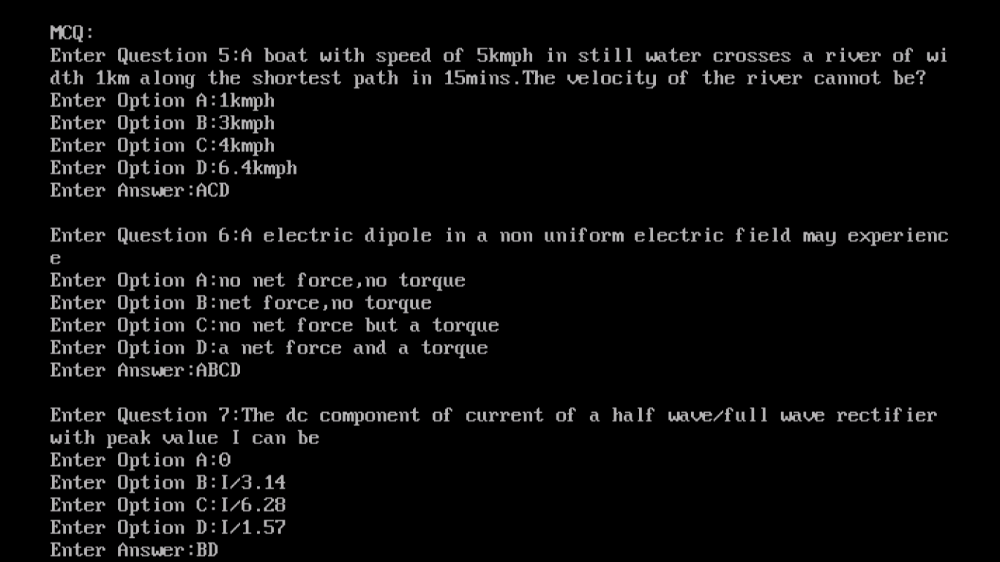 MCQ:
Enter Question 5:A boat with speed of 5kmph in still water crosses a river of wi
dth 1km along the shortest path in 15mins.The velocity of the river cannot be?
Enter Option A:1kmph
Enter Option B:3kmph
Enter Option C:4kmph
Enter Option D:6.4kmph
Enter Answer:ACD
Enter Question 6:A electric dipole in a non uniform electric field may experienc
e
Enter Option A:no net force,no torque
Enter Option B:net force,no torque
Enter Option C:no net force but a torque
Enter Option D:a net force and a torque
Enter Answer:ABCD
Enter Question 7:The dc component of current of a half wave/full wave rectifier
with peak value I can be
Enter Option A:0
Enter Option B:I/3.14
Enter Option C:I/6.28
Enter Option D:I/1.57
Enter Answer:BD